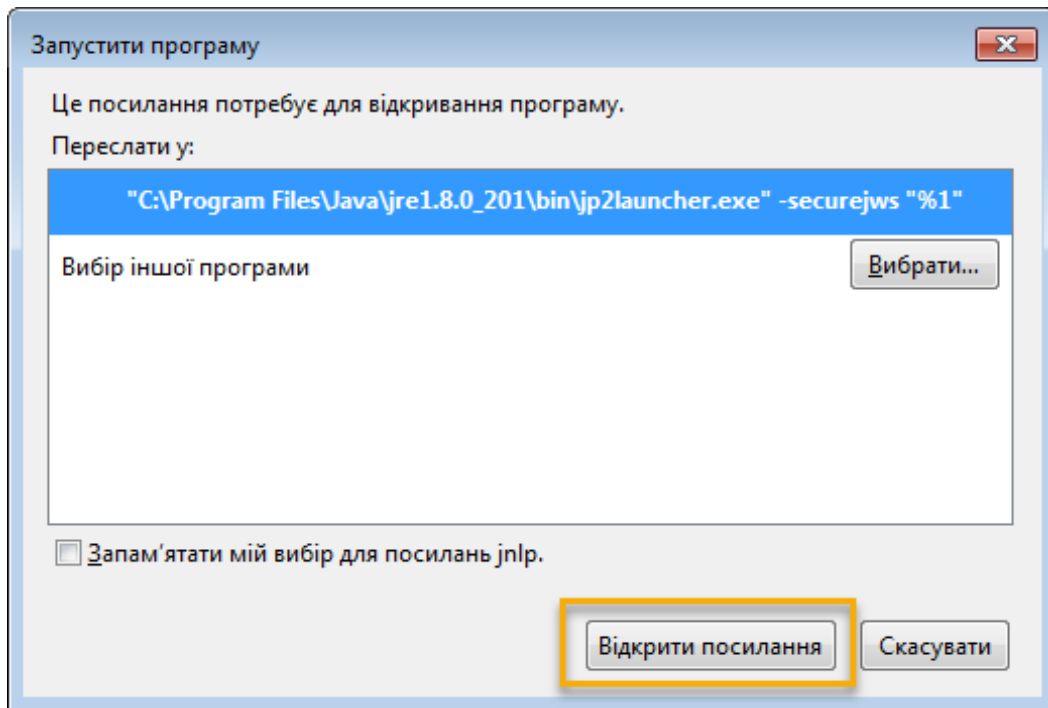 Запустити програму
Це посилання потребує для відкривання програму.
Переслати у:
"C:\Program Files\Java\jre1.8.0_201\bin\jp2launcher.exe" -securejws "%1"
Вибір іншої програми
Вибрати...
Запам’ятати мій вибір для посилань jnlp.
Відкрити посилання
Скасувати